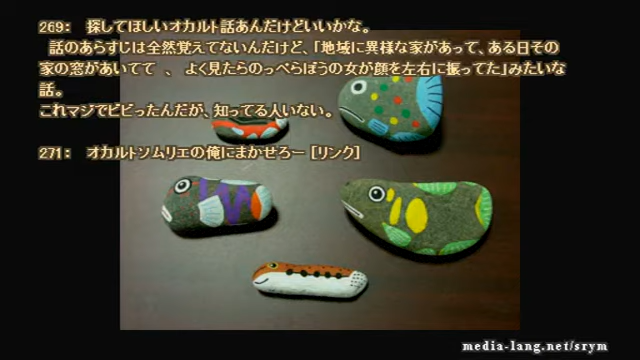 269：　探してほしいオカルト話あんだけどいいかな。
話のあらすじは全然覚えてないんだけど、「地域に異様な家があって、ある日その
家の窓があいてて　、　よく見たらのっぺらぼうの女が顔を左右に振ってた」みたいな
話。
これマジでビビったんだが、知ってる人いない。
271：　オカルトソムリエの俺にまかせろー [リンク]
media-lang.net/srym